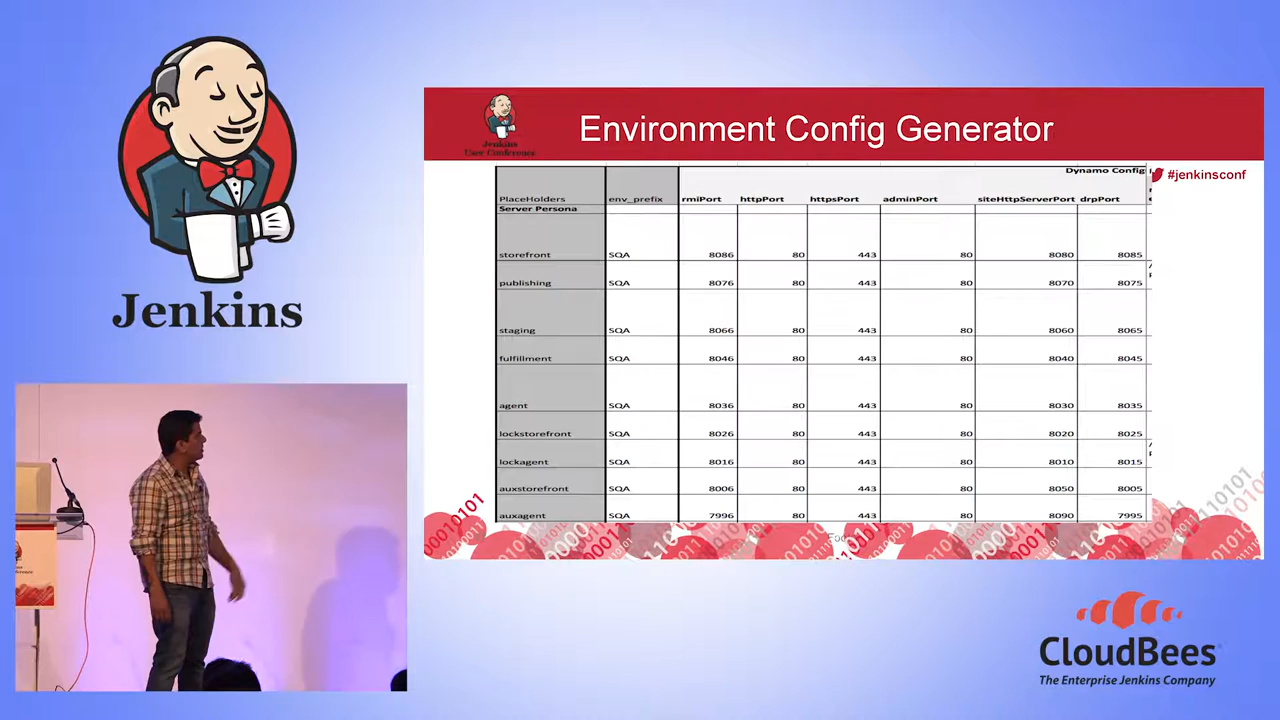 Jenkins
Jenkins
User Conference
Environment Config Generator
#jenkinsconf
Dynamo Config
PlaceHolders env_prefix rmiPort httpPort httpsPort adminPort siteHttpServerPort drpPort
Server Persona
storefront SQA 8086 80 443 80 8080 8085
publishing SQA 8076 80 443 80 8070 8075
staging SQA 8066 80 443 80 8060 8065
fulfillment SQA 8046 80 443 80 8040 8045
agent SQA 8036 80 443 80 8030 8035
lockstorefront SQA 8026 80 443 80 8020 8025
lockagent SQA 8016 80 443 80 8010 8015
auxstorefront SQA 8006 80 443 80 8050 8005
auxagent SQA 7996 80 443 80 8090 7995
CloudBees
The Enterprise Jenkins Company